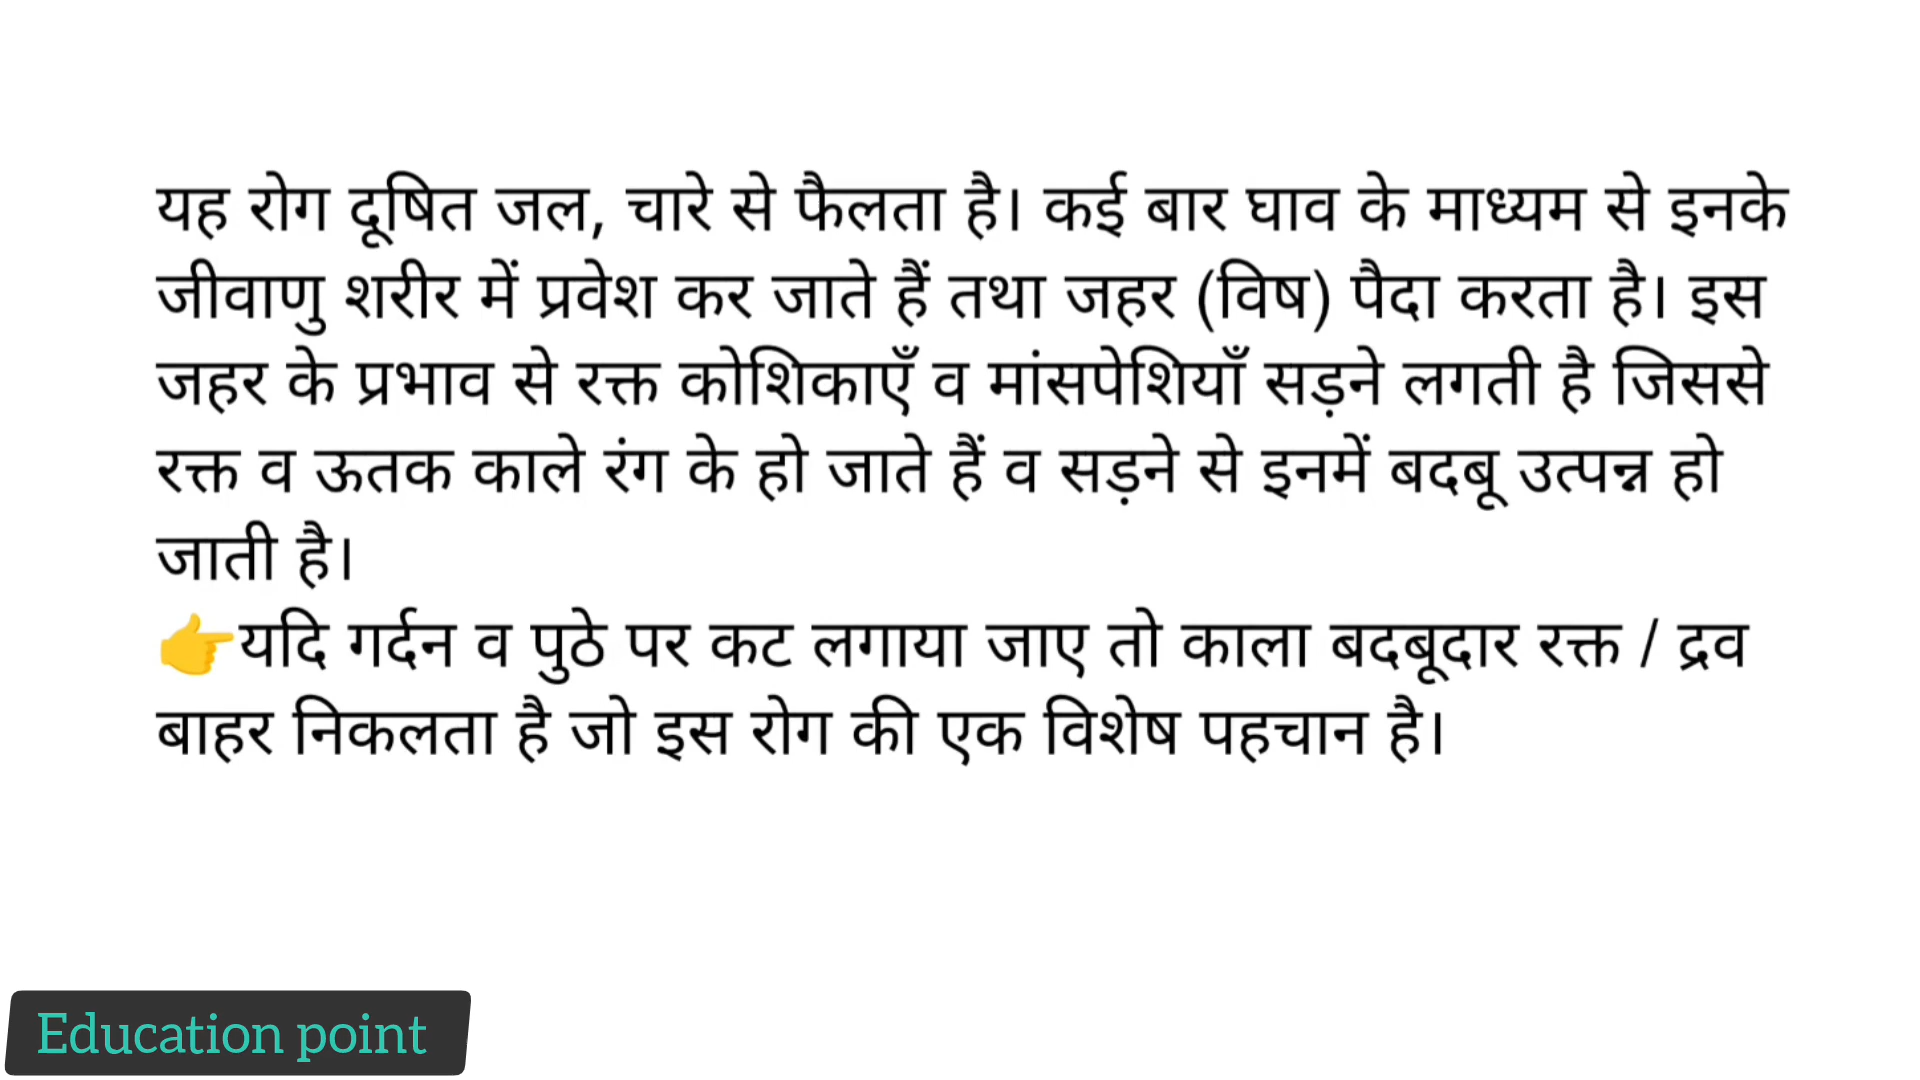 यह रोग दूषित जल, चारे से फैलता है। कई बार घाव के माध्यम से इनके
जीवाणु शरीर में प्रवेश कर जाते हैं तथा जहर (विष) पैदा करता है। इस
जहर के प्रभाव से रक्त कोशिकाएँ व मांसपेशियाँ सड़ने लगती है जिससे
रक्त व ऊतक काले रंग के हो जाते हैं व सड़ने से इनमें बदबू उत्पन्न हो
जाती है।
👉यदि गर्दन व पुठे पर कट लगाया जाए तो काला बदबूदार रक्त / द्रव
बाहर निकलता है जो इस रोग की एक विशेष पहचान है।
Education point